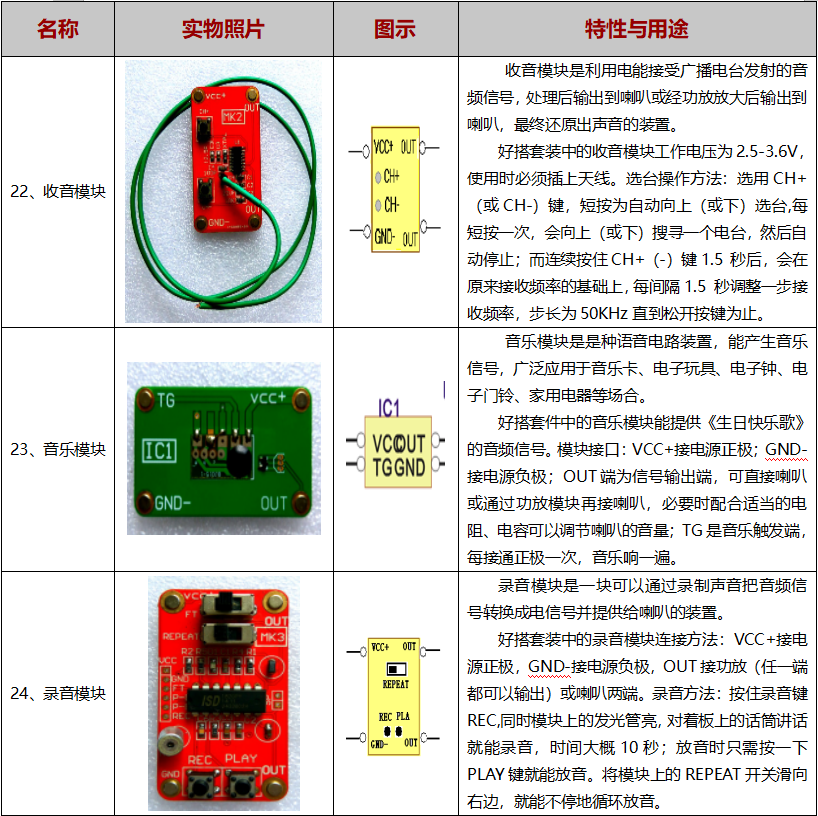 名称
实物照片
图示
特性与用途
22、收音模块
VCC+
OUT
MK2
GND-
OUT
VCC+ OUT
CH+
CH-
GND- OUT
收音模块是利用电能接受广播电台发射的音
频信号，处理后输出到喇叭或经功放放大后输出到
喇叭，最终还原出声音的装置。
好搭套装中的收音模块工作电压为 2.5-3.6V，
使用时必须插上天线。选台操作方法：选用 CH+
（或 CH-）键，短按为自动向上（或下）选台,每
短按一次，会向上（或下）搜寻一个电台，然后自
动停止；而连续按住 CH+（-）键 1.5 秒后，会在
原来接收频率的基础上，每间隔 1.5 秒调整一步接
收频率，步长为 50KHz 直到松开按键为止。
23、音乐模块
TG
VCC+
IC1
GND-
OUT
IC1
VCC OUT
TG GND
音乐模块是是种语音电路装置，能产生音乐
信号，广泛应用于音乐卡、电子玩具、电子钟、电
子门铃、家用电器等场合。
好搭套件中的音乐模块能提供《生日快乐歌》
的音频信号。模块接口：VCC+接电源正极；GND-
接电源负极；OUT 端为信号输出端，可直接喇叭
或通过功放模块再接喇叭，必要时配合适当的电
阻、电容可以调节喇叭的音量；TG 是音乐触发端，
每接通正极一次，音乐响一遍。
24、录音模块
VCC+
FT
OUT
REPEAT
MK3
R2
R1
VCC
GND
FT
REC
ISD
REC PLAY
GND
OUT
VCC+ OUT
REPEAT
REC PLA
GND- OUT
录音模块是一块可以通过录制声音把音频信
号转换成电信号并提供给喇叭的装置。
好搭套装中的录音模块连接方法：VCC+接电
源正极，GND-接电源负极，OUT 接功放（任一端
都可以输出）或喇叭两端。录音方法：按住录音键
REC,同时模块上的发光管亮，对着板上的话筒讲话
就能录音，时间大概 10 秒；放音时只需按一下
PLAY 键就能放音。将模块上的 REPEAT 开关滑向
右边，就能不停地循环放音。